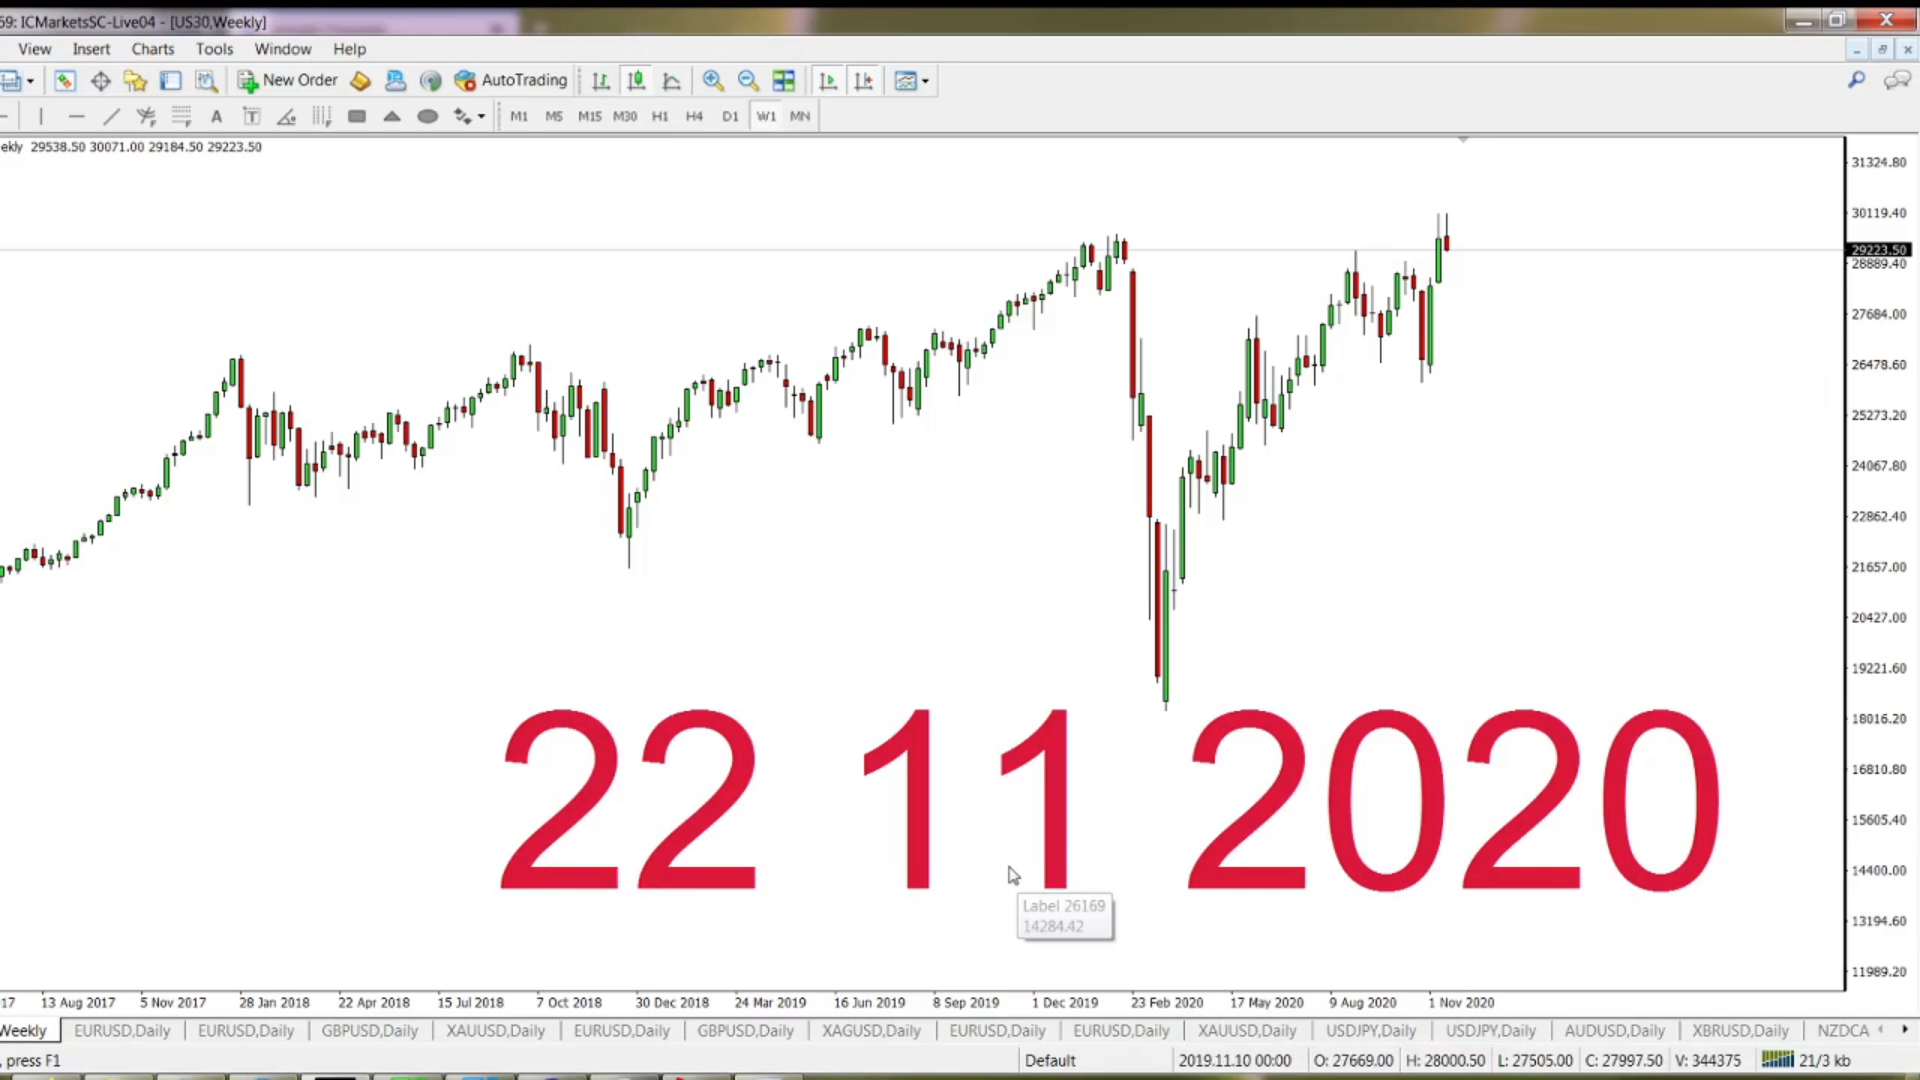 59: ICMarketsSC-Live04 - [US30,Weekly]
View Insert Charts Tools Window Help
New Order AutoTrading
A T M1 M5 M15 M30 H1 H4 D1 W1 MN
ekly 29538.50 30071.00 29184.50 29223.50
31324.80
30119.40
29223.50
28889.40
27684.00
26478.60
25273.20
24067.80
22862.40
21657.00
20427.00
19221.60
18016.20
16810.80
15605.40
14400.00
13194.60
11989.20
22 11 2020
Label 26169
14284.42
17 13 Aug 2017 5 Nov 2017 28 Jan 2018 22 Apr 2018 15 Jul 2018 7 Oct 2018 30 Dec 2018 24 Mar 2019 16 Jun 2019 8 Sep 2019 1 Dec 2019 23 Feb 2020 17 May 2020 9 Aug 2020 1 Nov 2020
Weekly EURUSD,Daily EURUSD,Daily GBPUSD,Daily XAUUSD,Daily EURUSD,Daily GBPUSD,Daily XAGUSD,Daily EURUSD,Daily EURUSD,Daily XAUUSD,Daily USDJPY,Daily USDJPY,Daily AUDUSD,Daily XBRUSD,Daily NZDCA
, press F1 Default 2019.11.10 00:00 O: 27669.00 H: 28000.50 L: 27505.00 C: 27997.50 V: 344375 21/3 kb